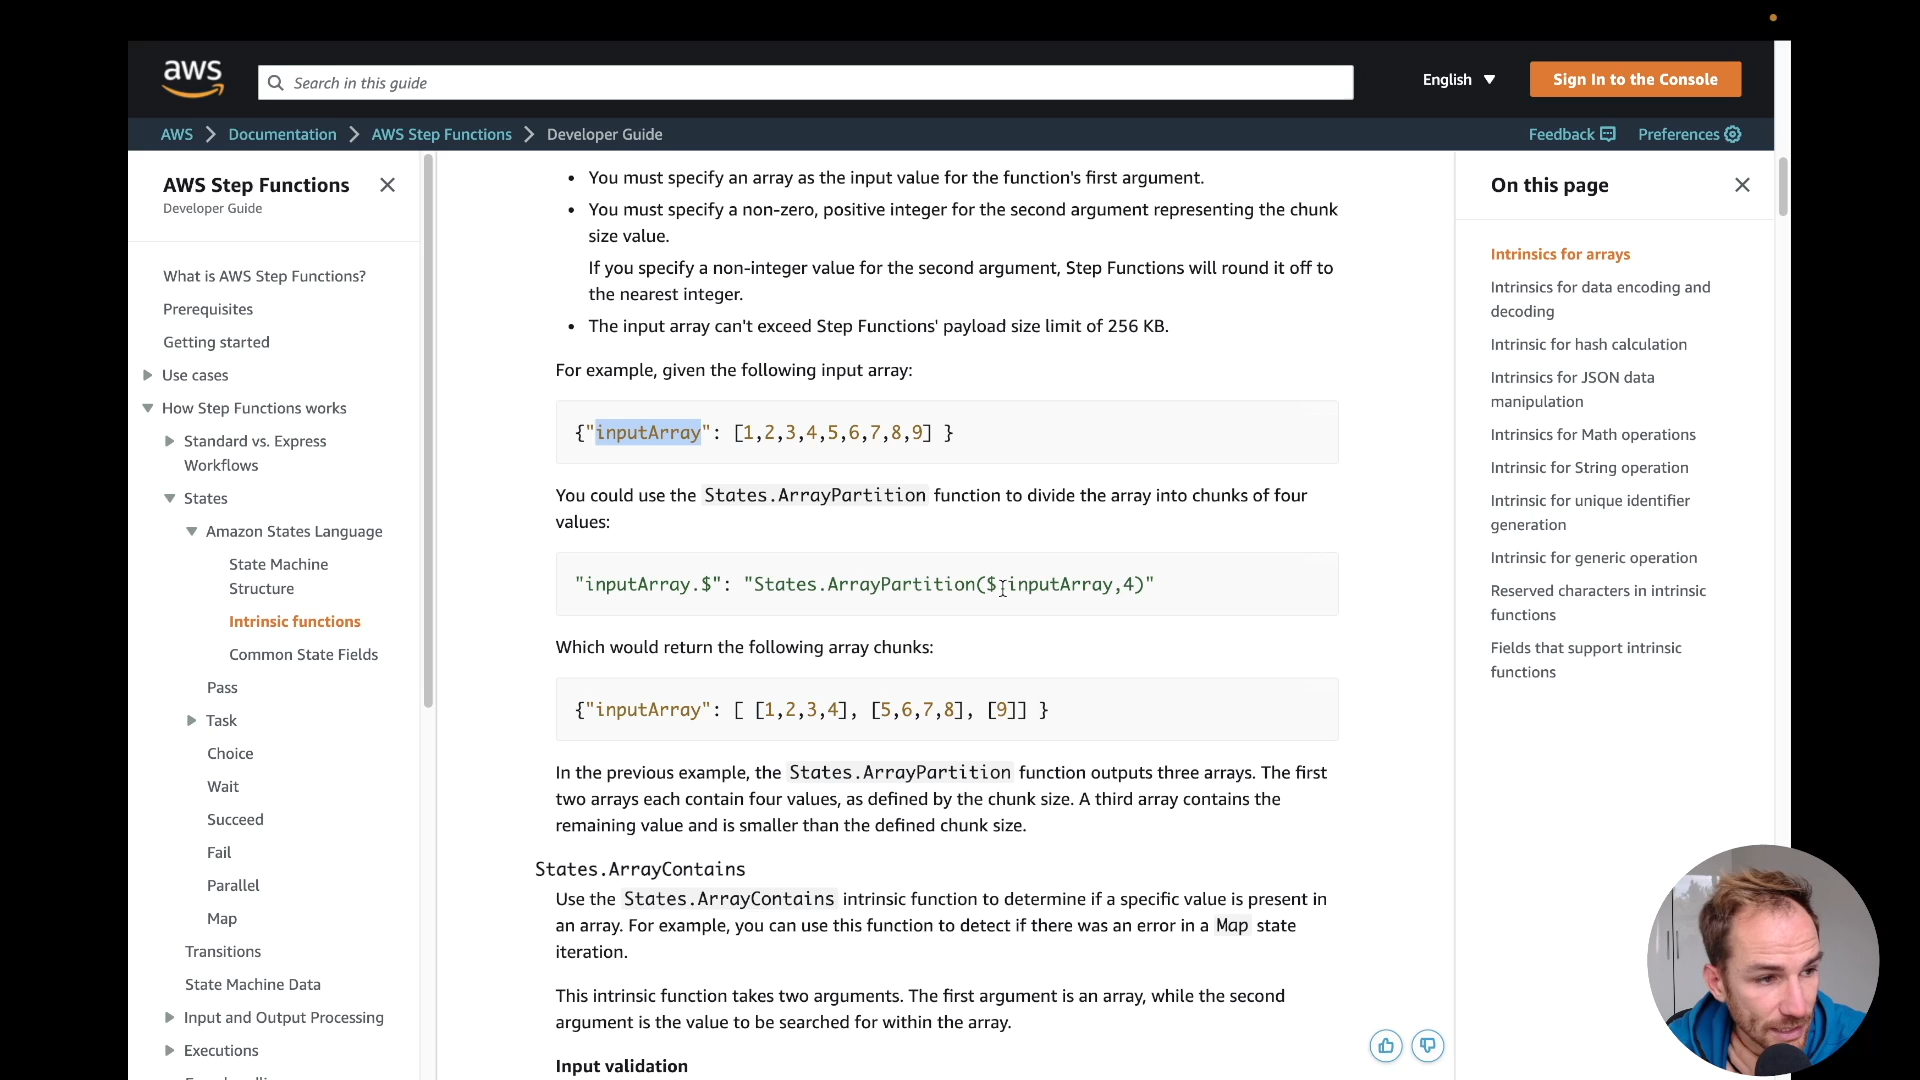 aws
Search in this guide
English
Sign In to the Console
AWS
Documentation
AWS Step Functions
Developer Guide
Feedback
Preferences
AWS Step Functions
Developer Guide
What is AWS Step Functions?
Prerequisites
Getting started
Use cases
How Step Functions works
Standard vs. Express
Workflows
States
Amazon States Language
State Machine
Structure
Intrinsic functions
Common State Fields
Pass
Task
Choice
Wait
Succeed
Fail
Parallel
Map
Transitions
State Machine Data
Input and Output Processing
Executions
• You must specify an array as the input value for the function's first argument.
• You must specify a non-zero, positive integer for the second argument representing the chunk
size value.
If you specify a non-integer value for the second argument, Step Functions will round it off to
the nearest integer.
• The input array can't exceed Step Functions' payload size limit of 256 KB.
For example, given the following input array:
{"inputArray": [1,2,3,4,5,6,7,8,9] }
You could use the States.ArrayPartition function to divide the array into chunks of four
values:
"inputArray.$": "States.ArrayPartition($.inputArray,4)"
Which would return the following array chunks:
{"inputArray": [ [1,2,3,4], [5,6,7,8], [9]] }
In the previous example, the States.ArrayPartition function outputs three arrays. The first
two arrays each contain four values, as defined by the chunk size. A third array contains the
remaining value and is smaller than the defined chunk size.
States.ArrayContains
Use the States.ArrayContains intrinsic function to determine if a specific value is present in
an array. For example, you can use this function to detect if there was an error in a Map state
iteration.
This intrinsic function takes two arguments. The first argument is an array, while the second
argument is the value to be searched for within the array.
Input validation
On this page
Intrinsics for arrays
Intrinsics for data encoding and
decoding
Intrinsic for hash calculation
Intrinsics for JSON data
manipulation
Intrinsics for Math operations
Intrinsic for String operation
Intrinsic for unique identifier
generation
Intrinsic for generic operation
Reserved characters in intrinsic
functions
Fields that support intrinsic
functions